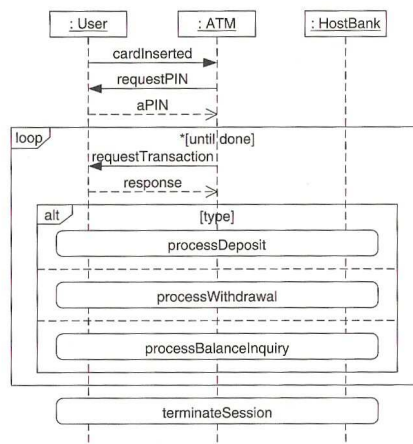 : User : ATM : HostBank
cardInserted
requestPIN
aPIN
loop *[until done]
requestTransaction
response
alt [type]
processDeposit
processWithdrawal
processBalanceInquiry
terminateSession